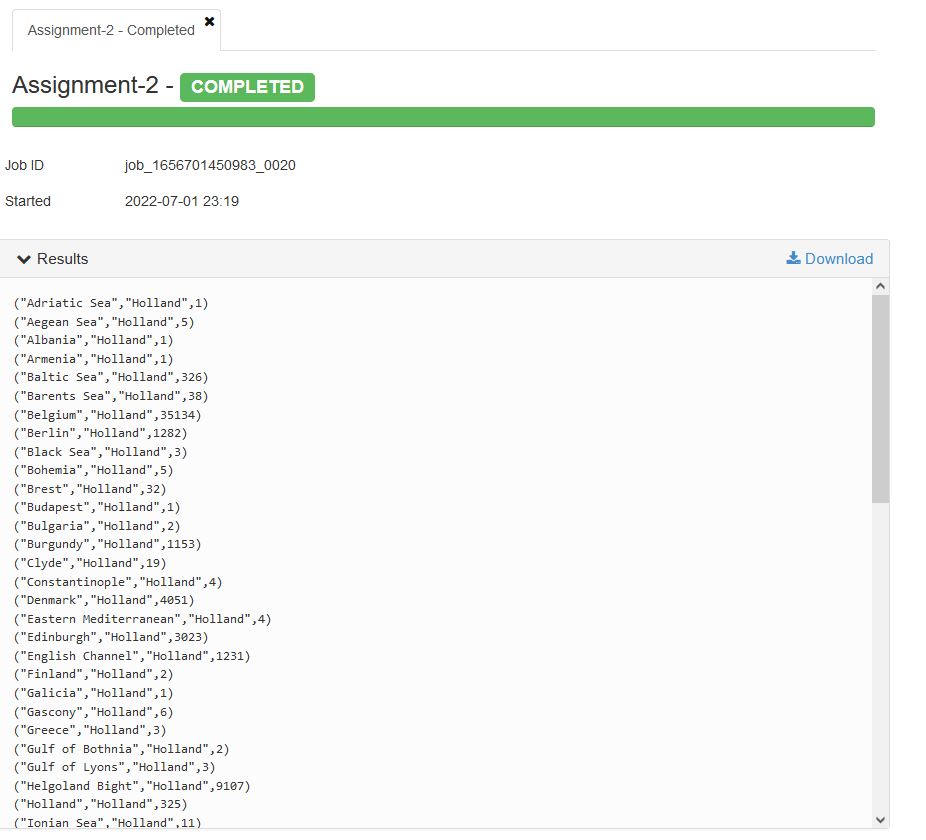 Assignment-2 - Completed
Assignment-2 - COMPLETED
Job ID job_1656701450983_0020
Started 2022-07-01 23:19
Results Download
("Adriatic Sea","Holland",1)
("Aegean Sea","Holland",5)
("Albania","Holland",1)
("Armenia","Holland",1)
("Baltic Sea","Holland",326)
("Barents Sea","Holland",38)
("Belgium","Holland",35134)
("Berlin","Holland",1282)
("Black Sea","Holland",3)
("Bohemia","Holland",5)
("Brest","Holland",32)
("Budapest","Holland",1)
("Bulgaria","Holland",2)
("Burgundy","Holland",1153)
("Clyde","Holland",19)
("Constantinople","Holland",4)
("Denmark","Holland",4051)
("Eastern Mediterranean","Holland",4)
("Edinburgh","Holland",3023)
("English Channel","Holland",1231)
("Finland","Holland",2)
("Galicia","Holland",1)
("Gascony","Holland",6)
("Greece","Holland",3)
("Gulf of Bothnia","Holland",2)
("Gulf of Lyons","Holland",3)
("Helgoland Bight","Holland",9107)
("Holland","Holland",325)
("Ionian Sea","Holland",11)